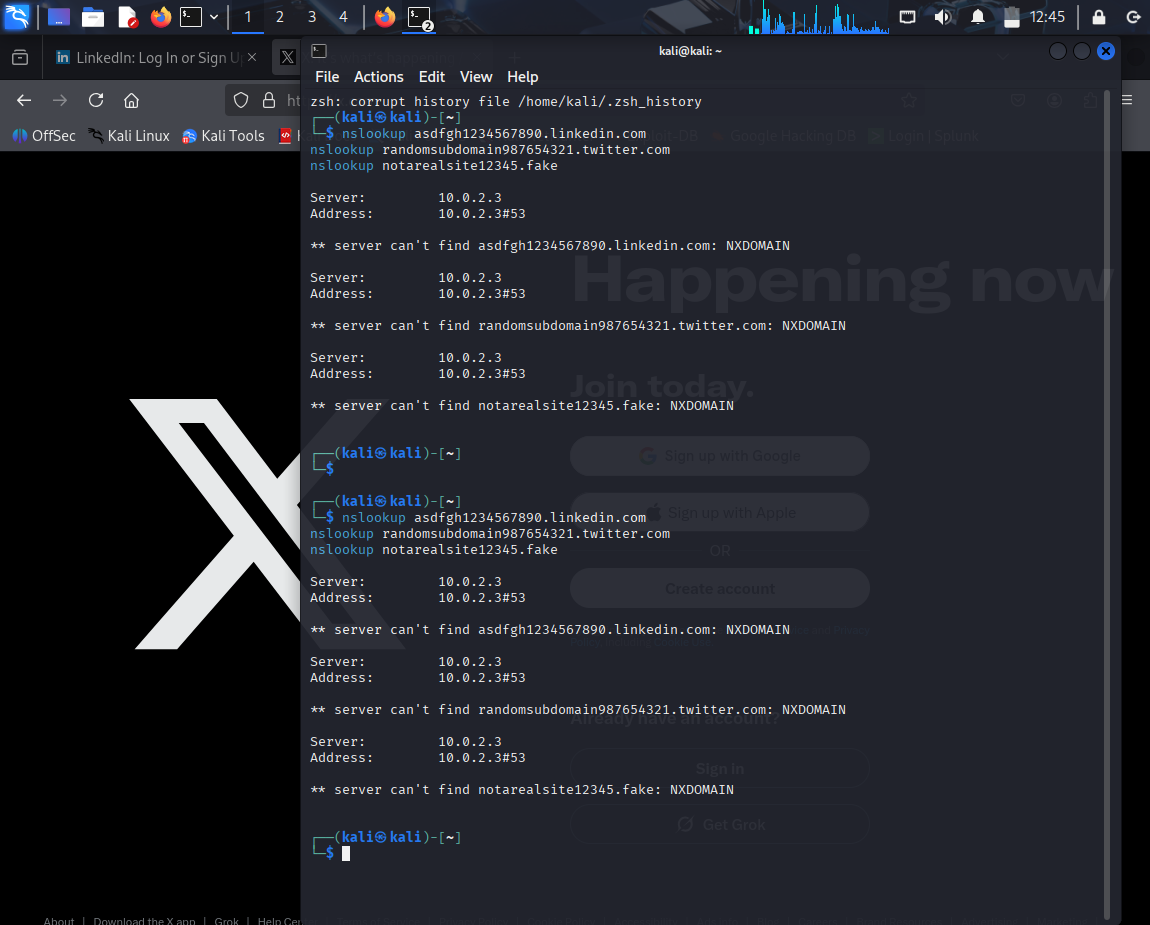 1 2 3 4 2 12:45
LinkedIn: Log In or Sign U
kali@kali: ~
File Actions Edit View Help
OffSec Kali Linux Kali Tools Google Hacking DB Login | Splunk
zsh: corrupt history file /home/kali/.zsh_history
┌──(kali㉿kali)-[~]
└─$ nslookup asdfgh1234567890.linkedin.com
nslookup randomsubdomain987654321.twitter.com
nslookup notarealsite12345.fake
Server: 10.0.2.3
Address: 10.0.2.3#53
** server can't find asdfgh1234567890.linkedin.com: NXDOMAIN
Server: 10.0.2.3
Address: 10.0.2.3#53
** server can't find randomsubdomain987654321.twitter.com: NXDOMAIN
Server: 10.0.2.3
Address: 10.0.2.3#53
** server can't find notarealsite12345.fake: NXDOMAIN
┌──(kali㉿kali)-[~]
└─$
┌──(kali㉿kali)-[~]
└─$ nslookup asdfgh1234567890.linkedin.com
nslookup randomsubdomain987654321.twitter.com
nslookup notarealsite12345.fake
Server: 10.0.2.3
Address: 10.0.2.3#53
** server can't find asdfgh1234567890.linkedin.com: NXDOMAIN
Server: 10.0.2.3
Address: 10.0.2.3#53
** server can't find randomsubdomain987654321.twitter.com: NXDOMAIN
Server: 10.0.2.3
Address: 10.0.2.3#53
** server can't find notarealsite12345.fake: NXDOMAIN
┌──(kali㉿kali)-[~]
└─$
Happening now
Join today.
Sign up with Google
Sign up with Apple
OR
Create account
Already have an account?
Sign in
Get Grok
About | Download the X app | Grok | Help Ce